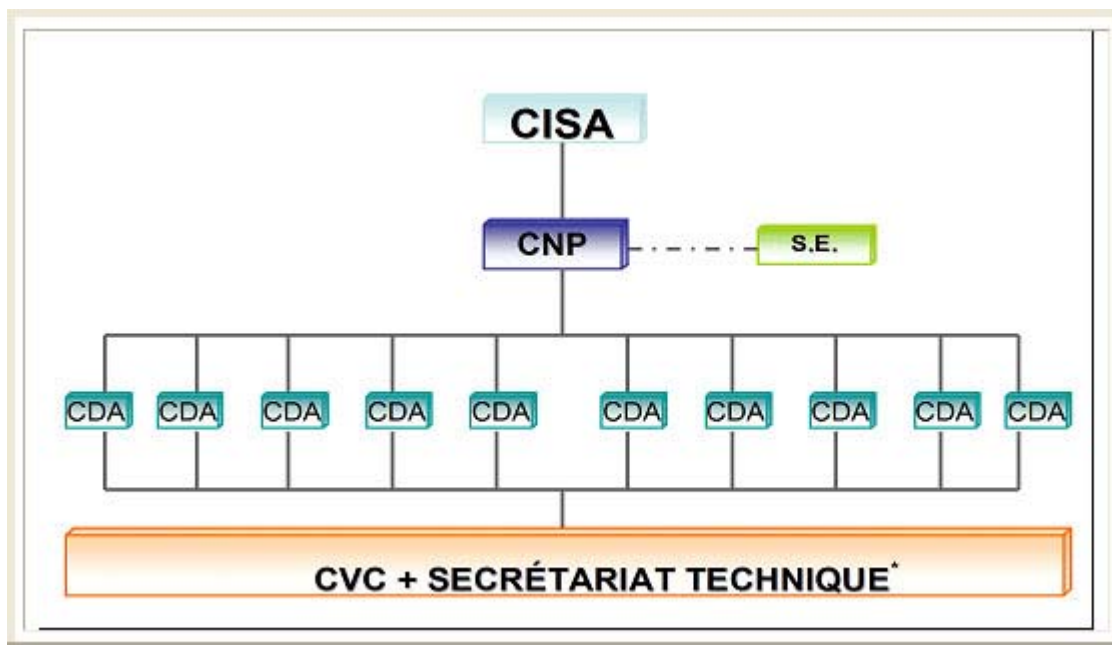 CISA
CNP
S.E.
CDA CDA CDA CDA CDA CDA CDA CDA CDA CDA
CVC + SECRÉTARIAT TECHNIQUE*